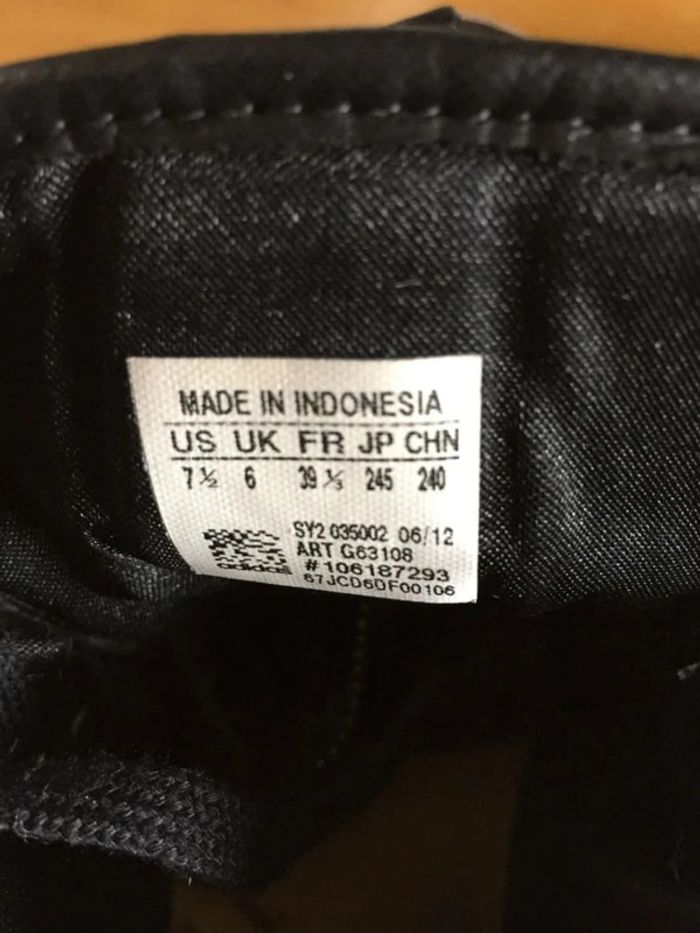 MADE IN INDONESIA
US UK FR JP CHN
7½ 6 39⅓ 245 240
SY2 035002 06/12
ART G63108
#106187293
67JCD6DF00106